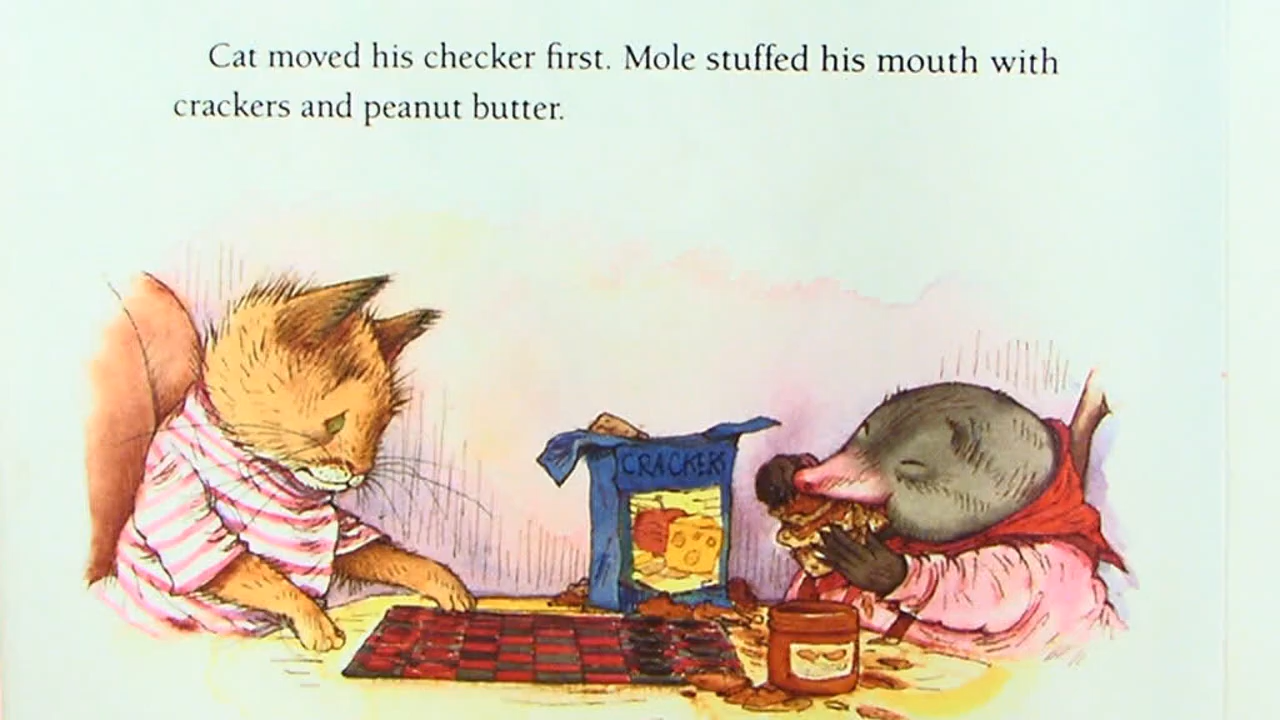 Cat moved his checker first. Mole stuffed his mouth with
crackers and peanut butter.
CRACKERS